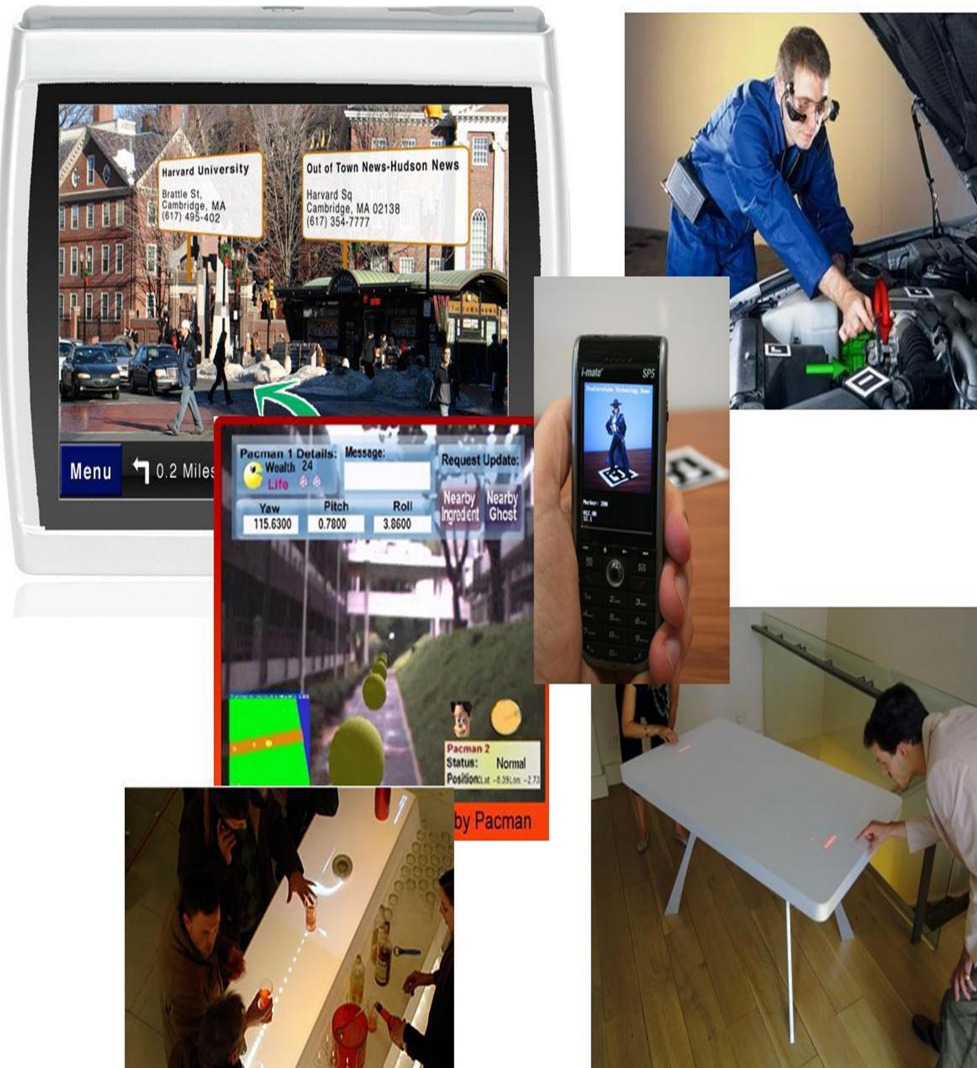 Harvard University
Brattle St,
Cambridge, MA
(617) 495-402
Out of Town News-Hudson News
Harvard Sq
Cambridge, MA 02138
(617) 354-7777
Menu
0.2 Miles
Pacman 1 Details:
Wealth 24
Life
Message:
Request Update:
Nearby Ingredient
Nearby Ghost
Yaw
Pitch
Roll
115.6300
0.7800
3.8600
Pacman 2
Status: Normal
Position:
by Pacman
i-mate
SP5